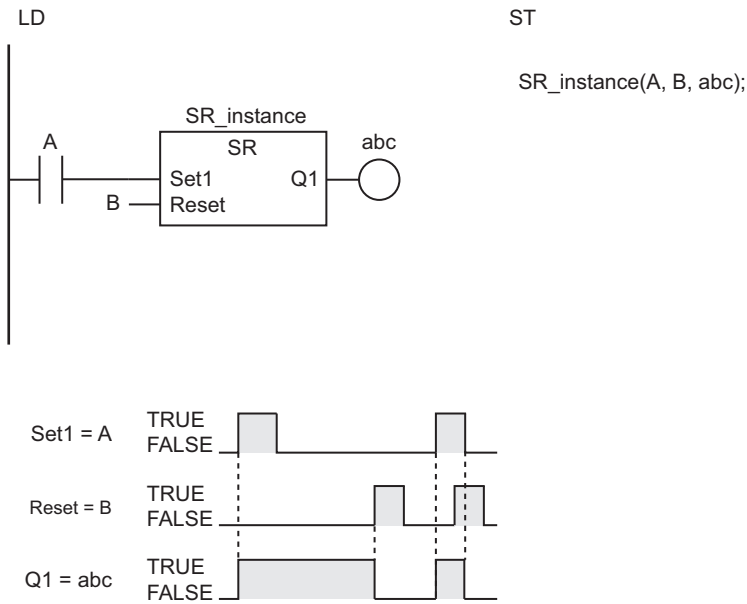 LD
ST
SR_instance(A, B, abc);
SR_instance
A
SR
abc
Set1
Q1
B
Reset
Set1 = A
TRUE
FALSE
Reset = B
TRUE
FALSE
Q1 = abc
TRUE
FALSE